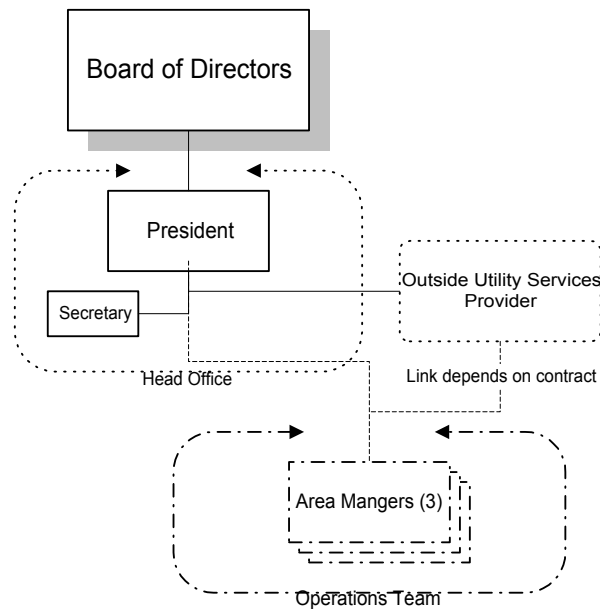 Board of Directors
President
Secretary
Outside Utility Services
Provider
Head Office
Link depends on contract
Area Mangers (3)
Operations Team